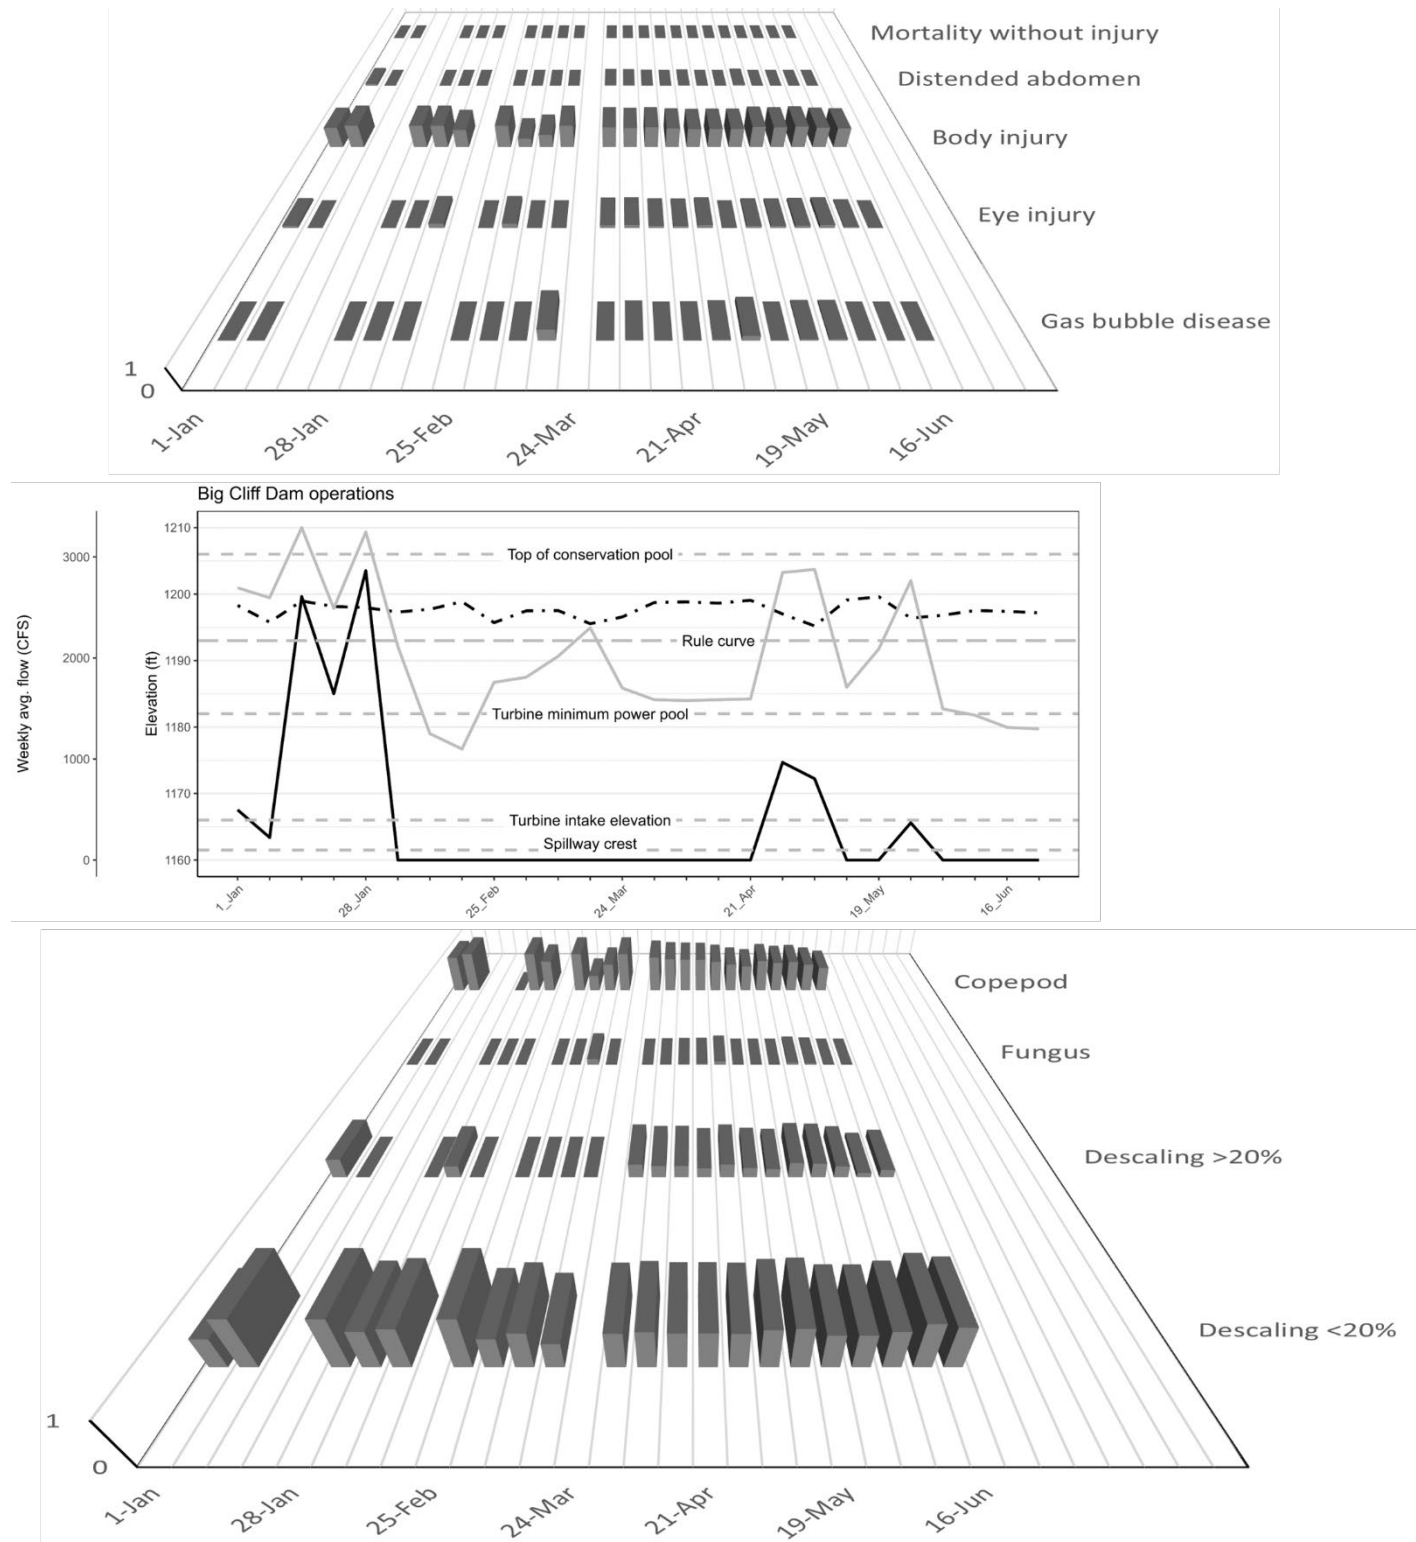 Mortality without injury
Distended abdomen
Body injury
Eye injury
Gas bubble disease
1
0
1-Jan
28-Jan
25-Feb
24-Mar
21-Apr
19-May
16-Jun
Big Cliff Dam operations
Weekly avg. flow (CFS)
3000
2000
1000
0
Elevation (ft)
1210
1200
1190
1180
1170
1160
Top of conservation pool
Rule curve
Turbine minimum power pool
Turbine intake elevation
Spillway crest
1_Jan
28_Jan
25_Feb
24_Mar
21_Apr
19_May
16_Jun
Copepod
Fungus
Descaling >20%
Descaling <20%
1
0
1-Jan
28-Jan
25-Feb
24-Mar
21-Apr
19-May
16-Jun